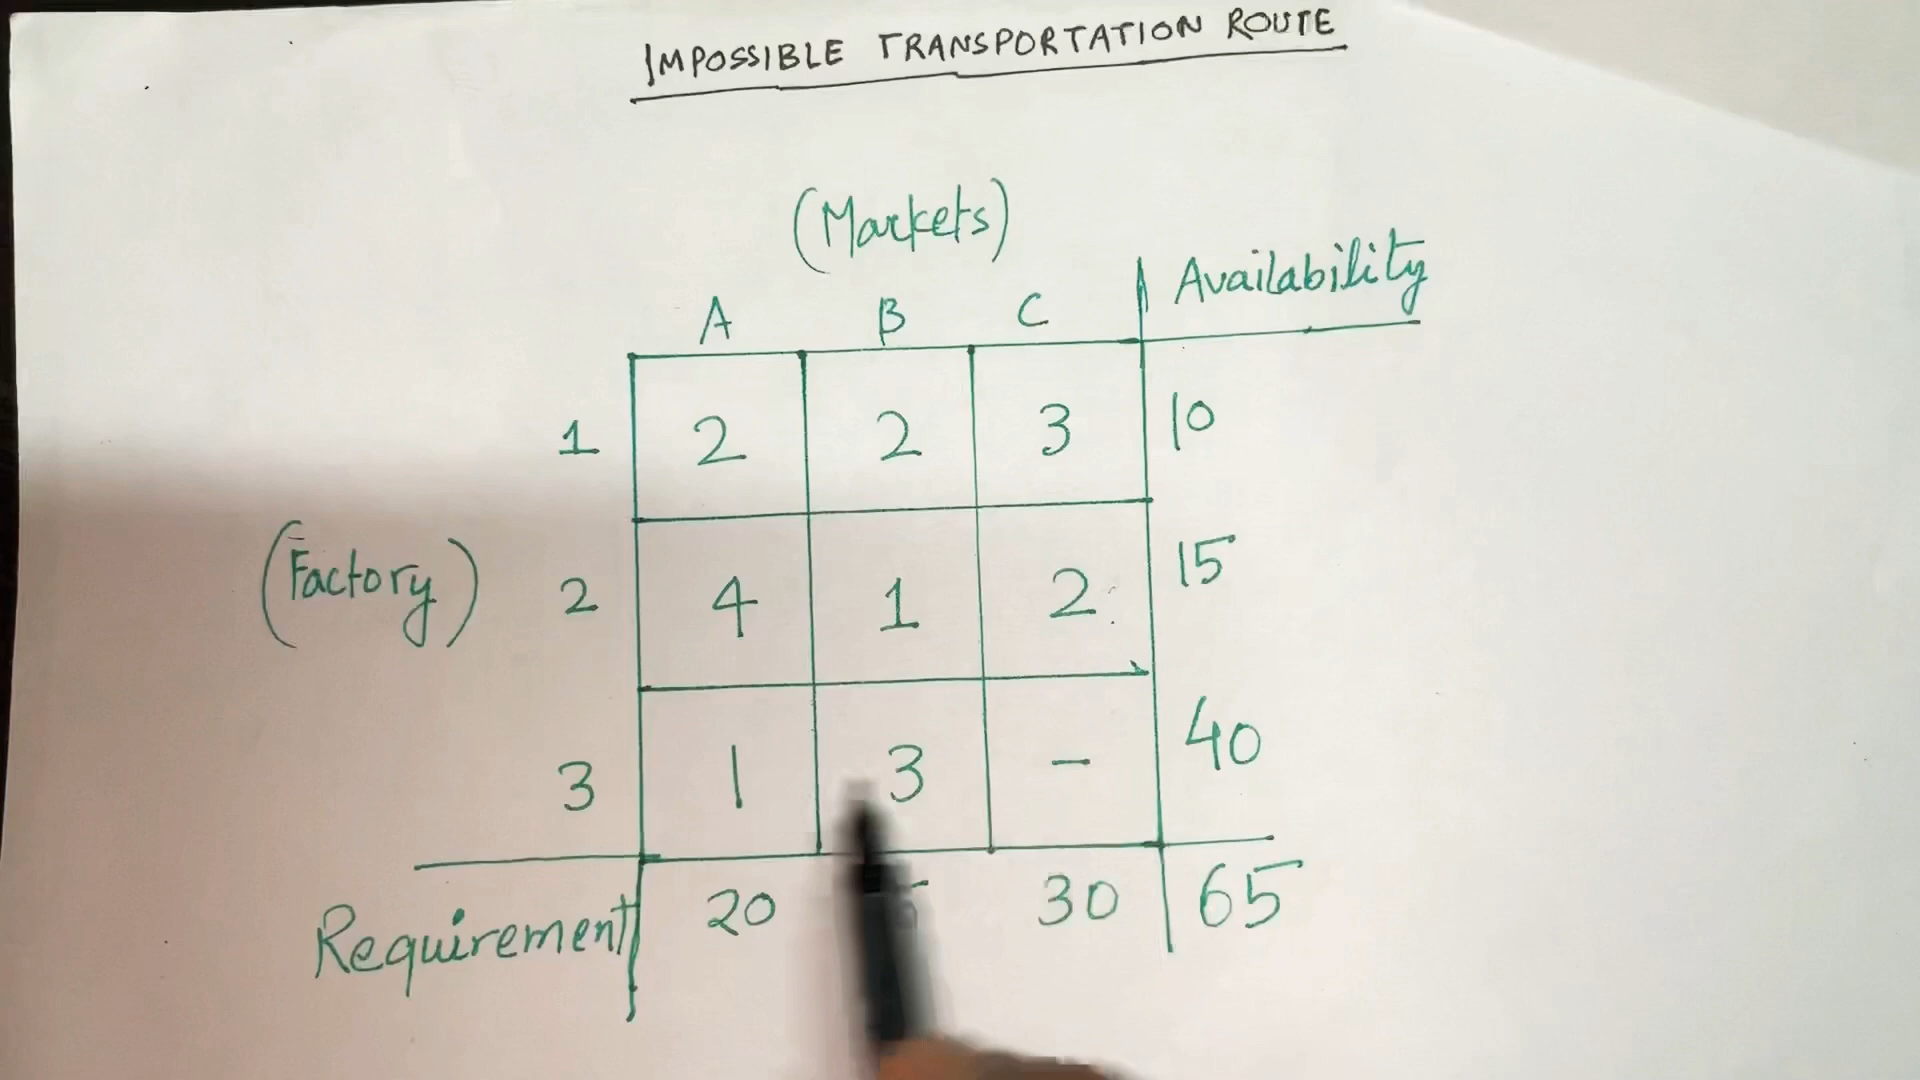 IMPOSSIBLE TRANSPORTATION ROUTE
(Markets)
A B C Availability
1 2 2 3 10
(Factory) 2 4 1 2 15
3 1 3 - 40
Requirement 20 30 65